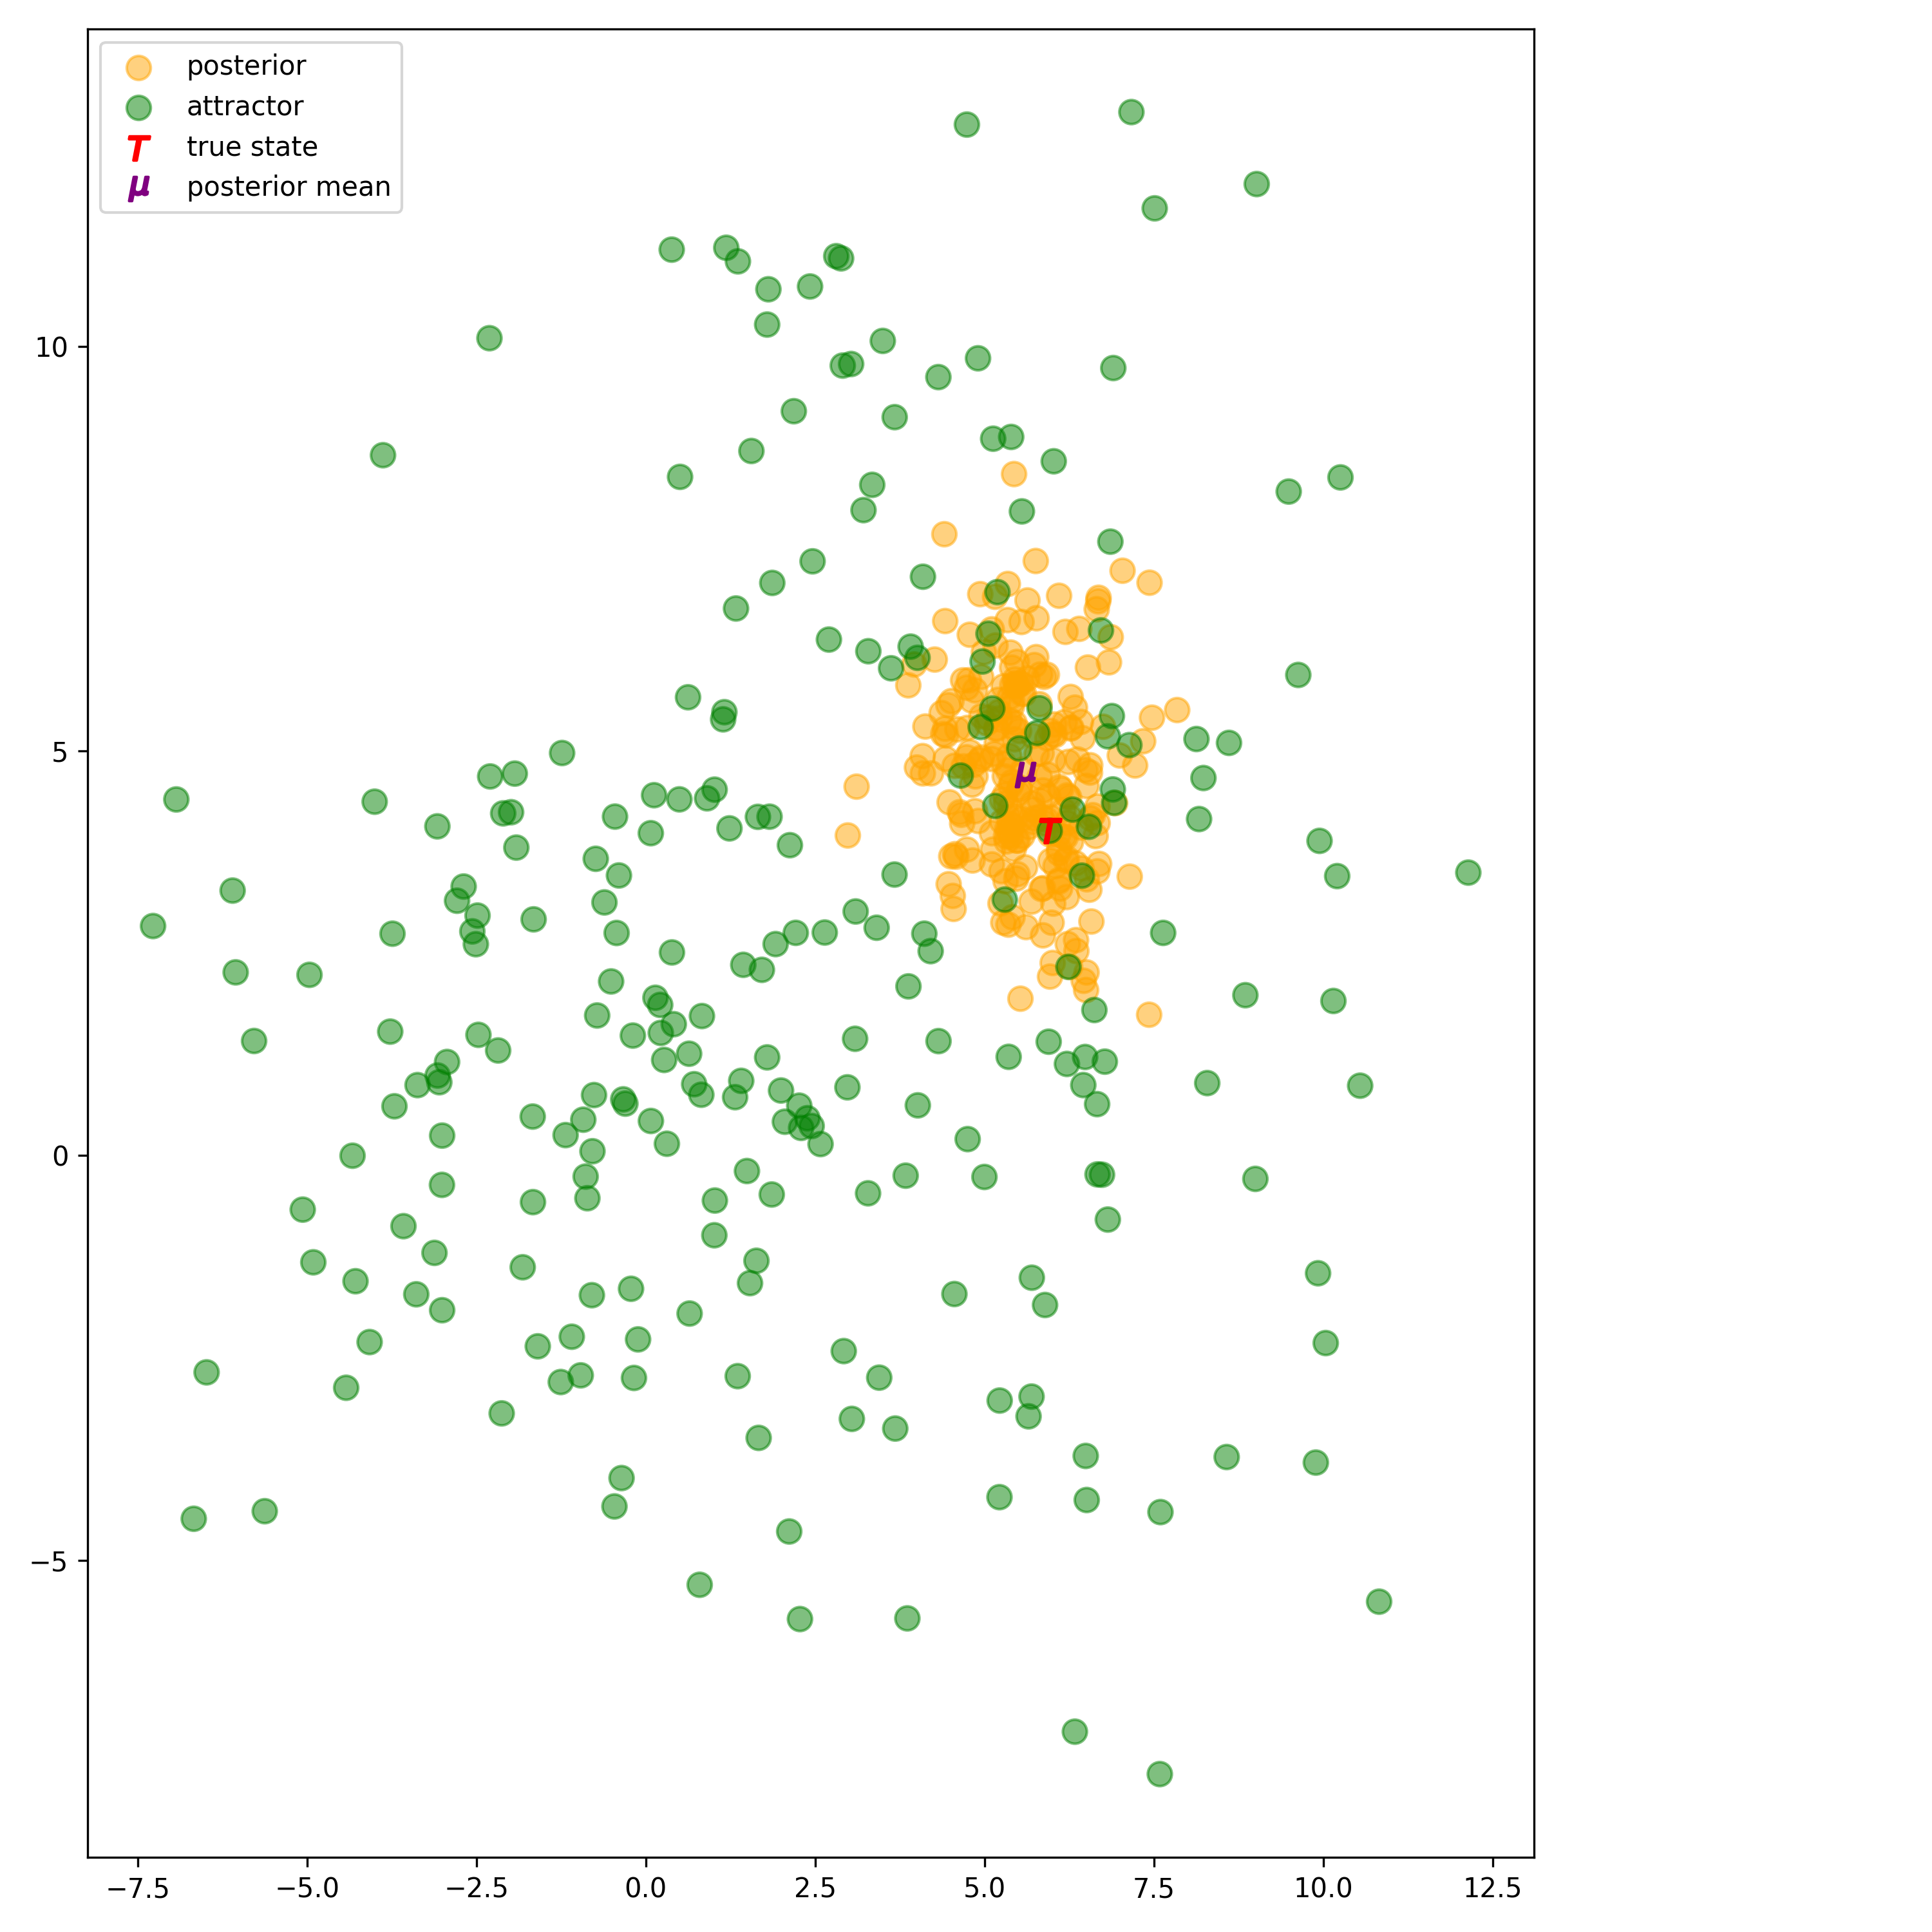 posterior
attractor
T true state
μ posterior mean
10
5
μ
T
0
−5
−7.5 −5.0 −2.5 0.0 2.5 5.0 7.5 10.0 12.5